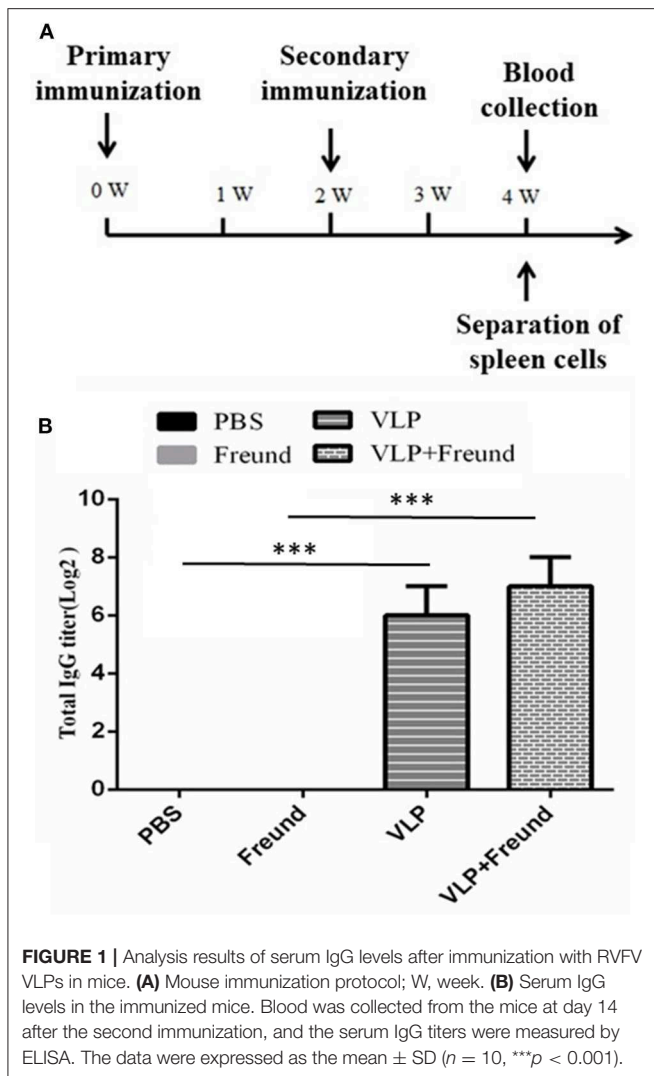 A
Primary
immunization
Secondary
immunization
Blood
collection
0 W
1 W
2 W
3 W
4 W
Separation of
spleen cells
B
PBS
VLP
Freund
VLP+Freund
Total IgG titer(Log2)
10
8
6
4
2
0
***
***
PBS
Freund
VLP
VLP+Freund
FIGURE 1 | Analysis results of serum IgG levels after immunization with RVFV
VLPs in mice. (A) Mouse immunization protocol; W, week. (B) Serum IgG
levels in the immunized mice. Blood was collected from the mice at day 14
after the second immunization, and the serum IgG titers were measured by
ELISA. The data were expressed as the mean ± SD (n = 10, ***p < 0.001).